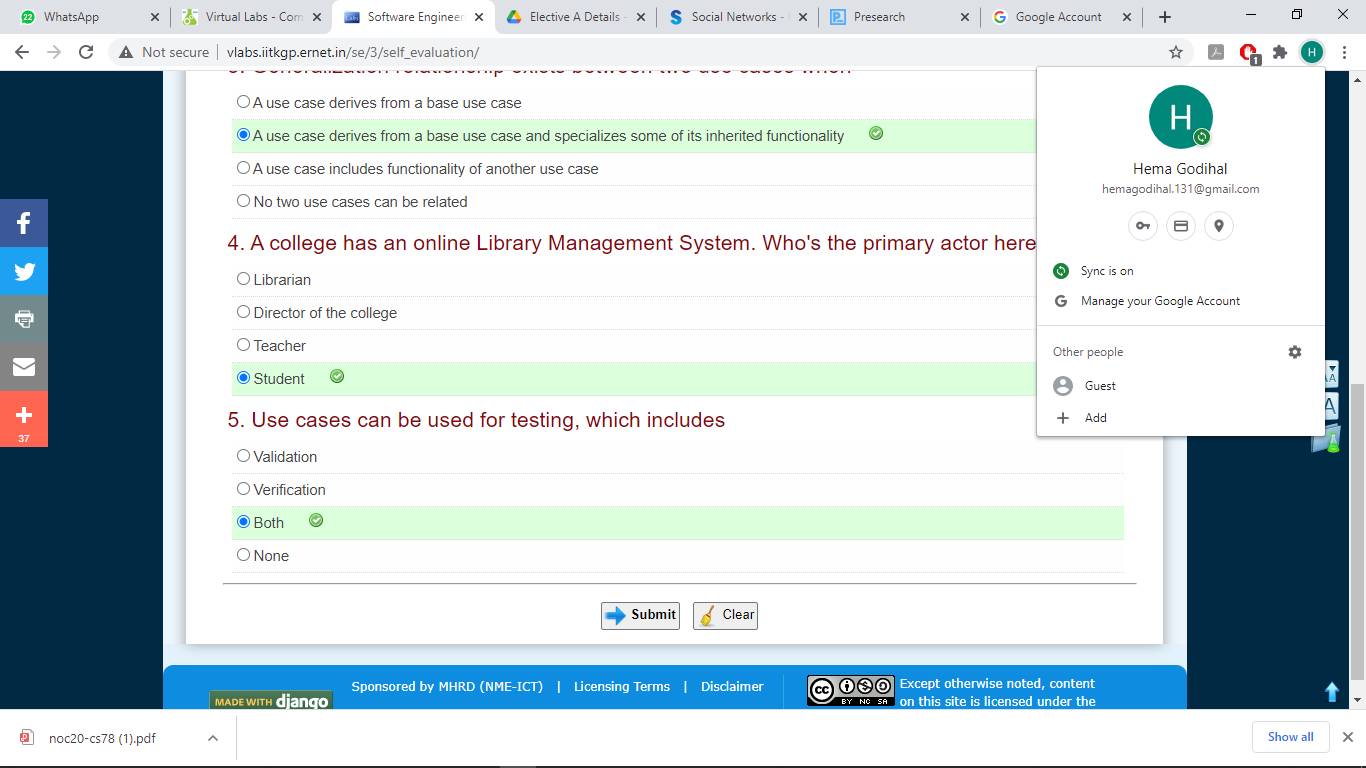 WhatsApp
Virtual Labs - Com
Software Engineer
Elective A Details -
Social Networks -
Presearch
Google Account
Not secure
vlabs.iitkgp.ernet.in/se/3/self_evaluation/
H
1
3. Generalization relationship exists between two use cases when
A use case derives from a base use case
A use case derives from a base use case and specializes some of its inherited functionality
A use case includes functionality of another use case
No two use cases can be related
4. A college has an online Library Management System. Who's the primary actor here
Librarian
Director of the college
Teacher
Student
5. Use cases can be used for testing, which includes
Validation
Verification
Both
None
Submit
Clear
H
Hema Godihal
hemagodihal.131@gmail.com
Sync is on
Manage your Google Account
Other people
Guest
Add
37
MADE WITH django
Sponsored by MHRD (NME-ICT) | Licensing Terms | Disclaimer
cc BY NC SA
Except otherwise noted, content
on this site is licensed under the
noc20-cs78 (1).pdf
Show all